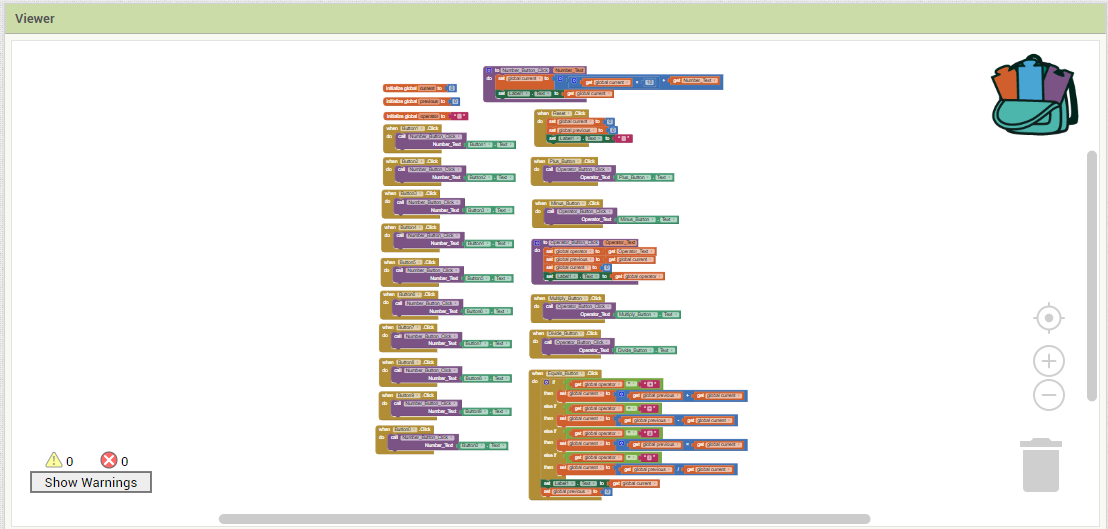 Viewer
to Number_Button_Click Number_Text
do set global current to get global current × 10 + get Number_Text
set Label1 . Text to get global current
initialize global current to 0
initialize global previous to 0
initialize global operator to " "
when Button1 .Click
do call Number_Button_Click
Number_Text Button1 . Text
when Button2 .Click
do call Number_Button_Click
Number_Text Button2 . Text
when Button3 .Click
do call Number_Button_Click
Number_Text Button3 . Text
when Button4 .Click
do call Number_Button_Click
Number_Text Button4 . Text
when Button5 .Click
do call Number_Button_Click
Number_Text Button5 . Text
when Button6 .Click
do call Number_Button_Click
Number_Text Button6 . Text
when Button7 .Click
do call Number_Button_Click
Number_Text Button7 . Text
when Button8 .Click
do call Number_Button_Click
Number_Text Button8 . Text
when Button9 .Click
do call Number_Button_Click
Number_Text Button9 . Text
when Button0 .Click
do call Number_Button_Click
Number_Text Button0 . Text
when Reset .Click
do set global current to 0
set global previous to 0
set Label1 . Text to " "
when Plus_Button .Click
do call Operator_Button_Click
Operator_Text Plus_Button . Text
when Minus_Button .Click
do call Operator_Button_Click
Operator_Text Minus_Button . Text
to Operator_Button_Click Operator_Text
do set global operator to get Operator_Text
set global previous to get global current
set global current to 0
set Label1 . Text to get global operator
when Multiply_Button .Click
do call Operator_Button_Click
Operator_Text Multiply_Button . Text
when Divide_Button .Click
do call Operator_Button_Click
Operator_Text Divide_Button . Text
when Equals_Button .Click
do if get global operator = " + "
then set global current to get global previous + get global current
else if get global operator =
then set global current to get global previous - get global current
else if get global operator =
then set global current to get global previous × get global current
else if get global operator =
then set global current to get global previous / get global current
set Label1 . Text to get global current
set global previous to 0
0 0
Show Warnings